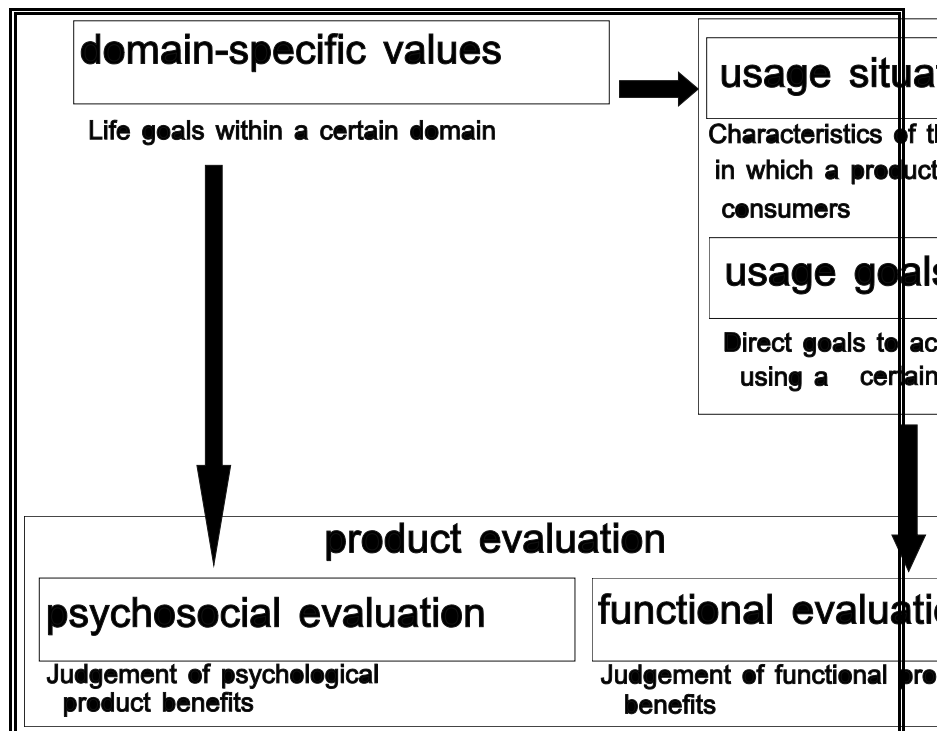 domain-specific values
Life goals within a certain domain
usage situa
Characteristics of th
in which a product
consumers
usage goals
Direct goals to ac
using a certain
product evaluation
psychosocial evaluation
Judgement of psychological
product benefits
functional evaluati
Judgement of functional pro
benefits